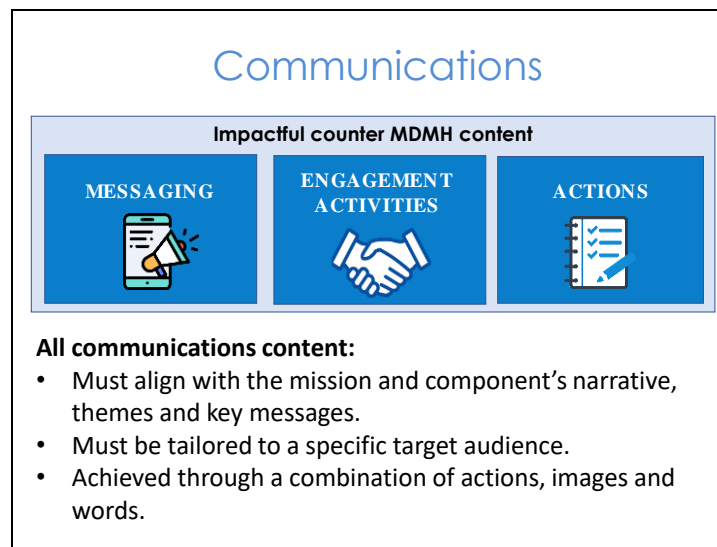 Communications
Impactful counter MDMH content
MESSAGING
ENGAGEMENT
ACTIVITIES
ACTIONS
All communications content:
• Must align with the mission and component’s narrative,
themes and key messages.
• Must be tailored to a specific target audience.
• Achieved through a combination of actions, images and
words.